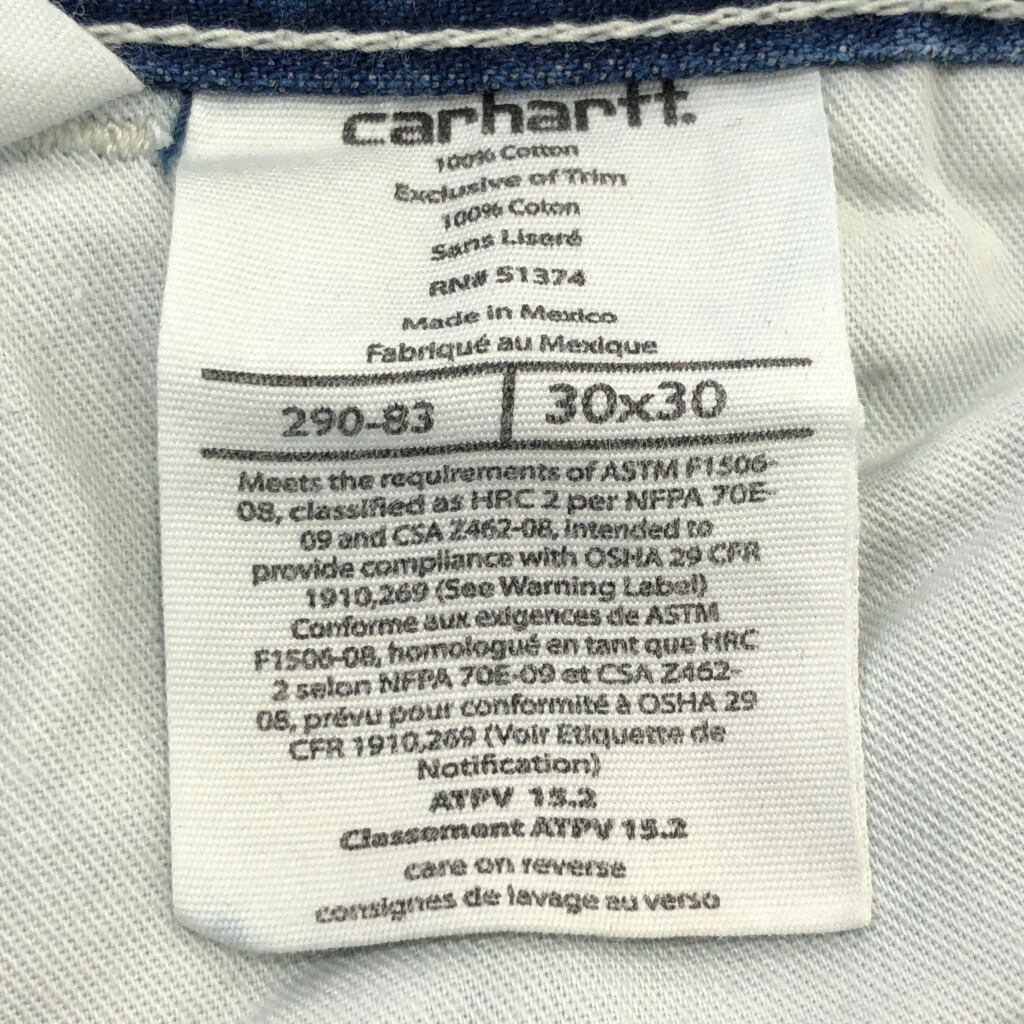 carhartt.
100% Cotton
Exclusive of Trim
100% Coton
Sans Liseré
RN# 51374
Made in Mexico
Fabriqué au Mexique
290-83 30x30
Meets the requirements of ASTM F1506-
08, classified as HRC 2 per NFPA 70E-
09 and CSA Z462-08, intended to
provide compliance with OSHA 29 CFR
1910,269 (See Warning Label)
Conforme aux exigences de ASTM
F1506-08, homologué en tant que HRC
2 selon NFPA 70E-09 et CSA Z462-
08, prévu pour conformité à OSHA 29
CFR 1910,269 (Voir Etiquette de
Notification)
ATPV 15.2
Classement ATPV 15.2
care on reverse
consignes de lavage au verso